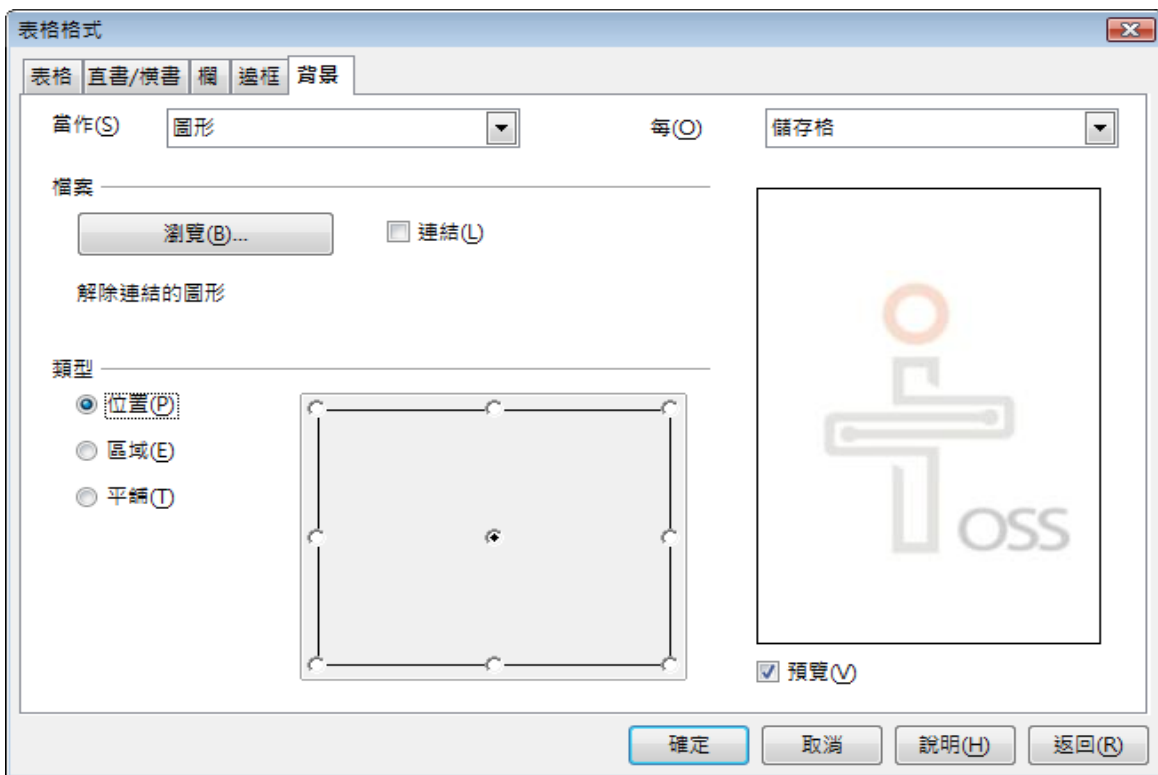 表格格式
表格 直書/橫書 欄 邊框 背景
當作(S) 圖形 每(O) 儲存格
檔案
瀏覽(B)... 連結(L)
解除連結的圖形
類型
位置(P)
區域(E)
平鋪(T)
OSS
預覽(V)
確定 取消 說明(H) 返回(R)